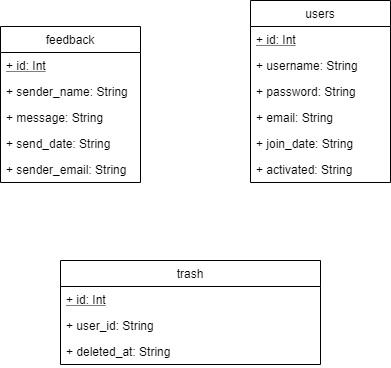 feedback
+ id: Int
+ sender_name: String
+ message: String
+ send_date: String
+ sender_email: String
users
+ id: Int
+ username: String
+ password: String
+ email: String
+ join_date: String
+ activated: String
trash
+ id: Int
+ user_id: String
+ deleted_at: String